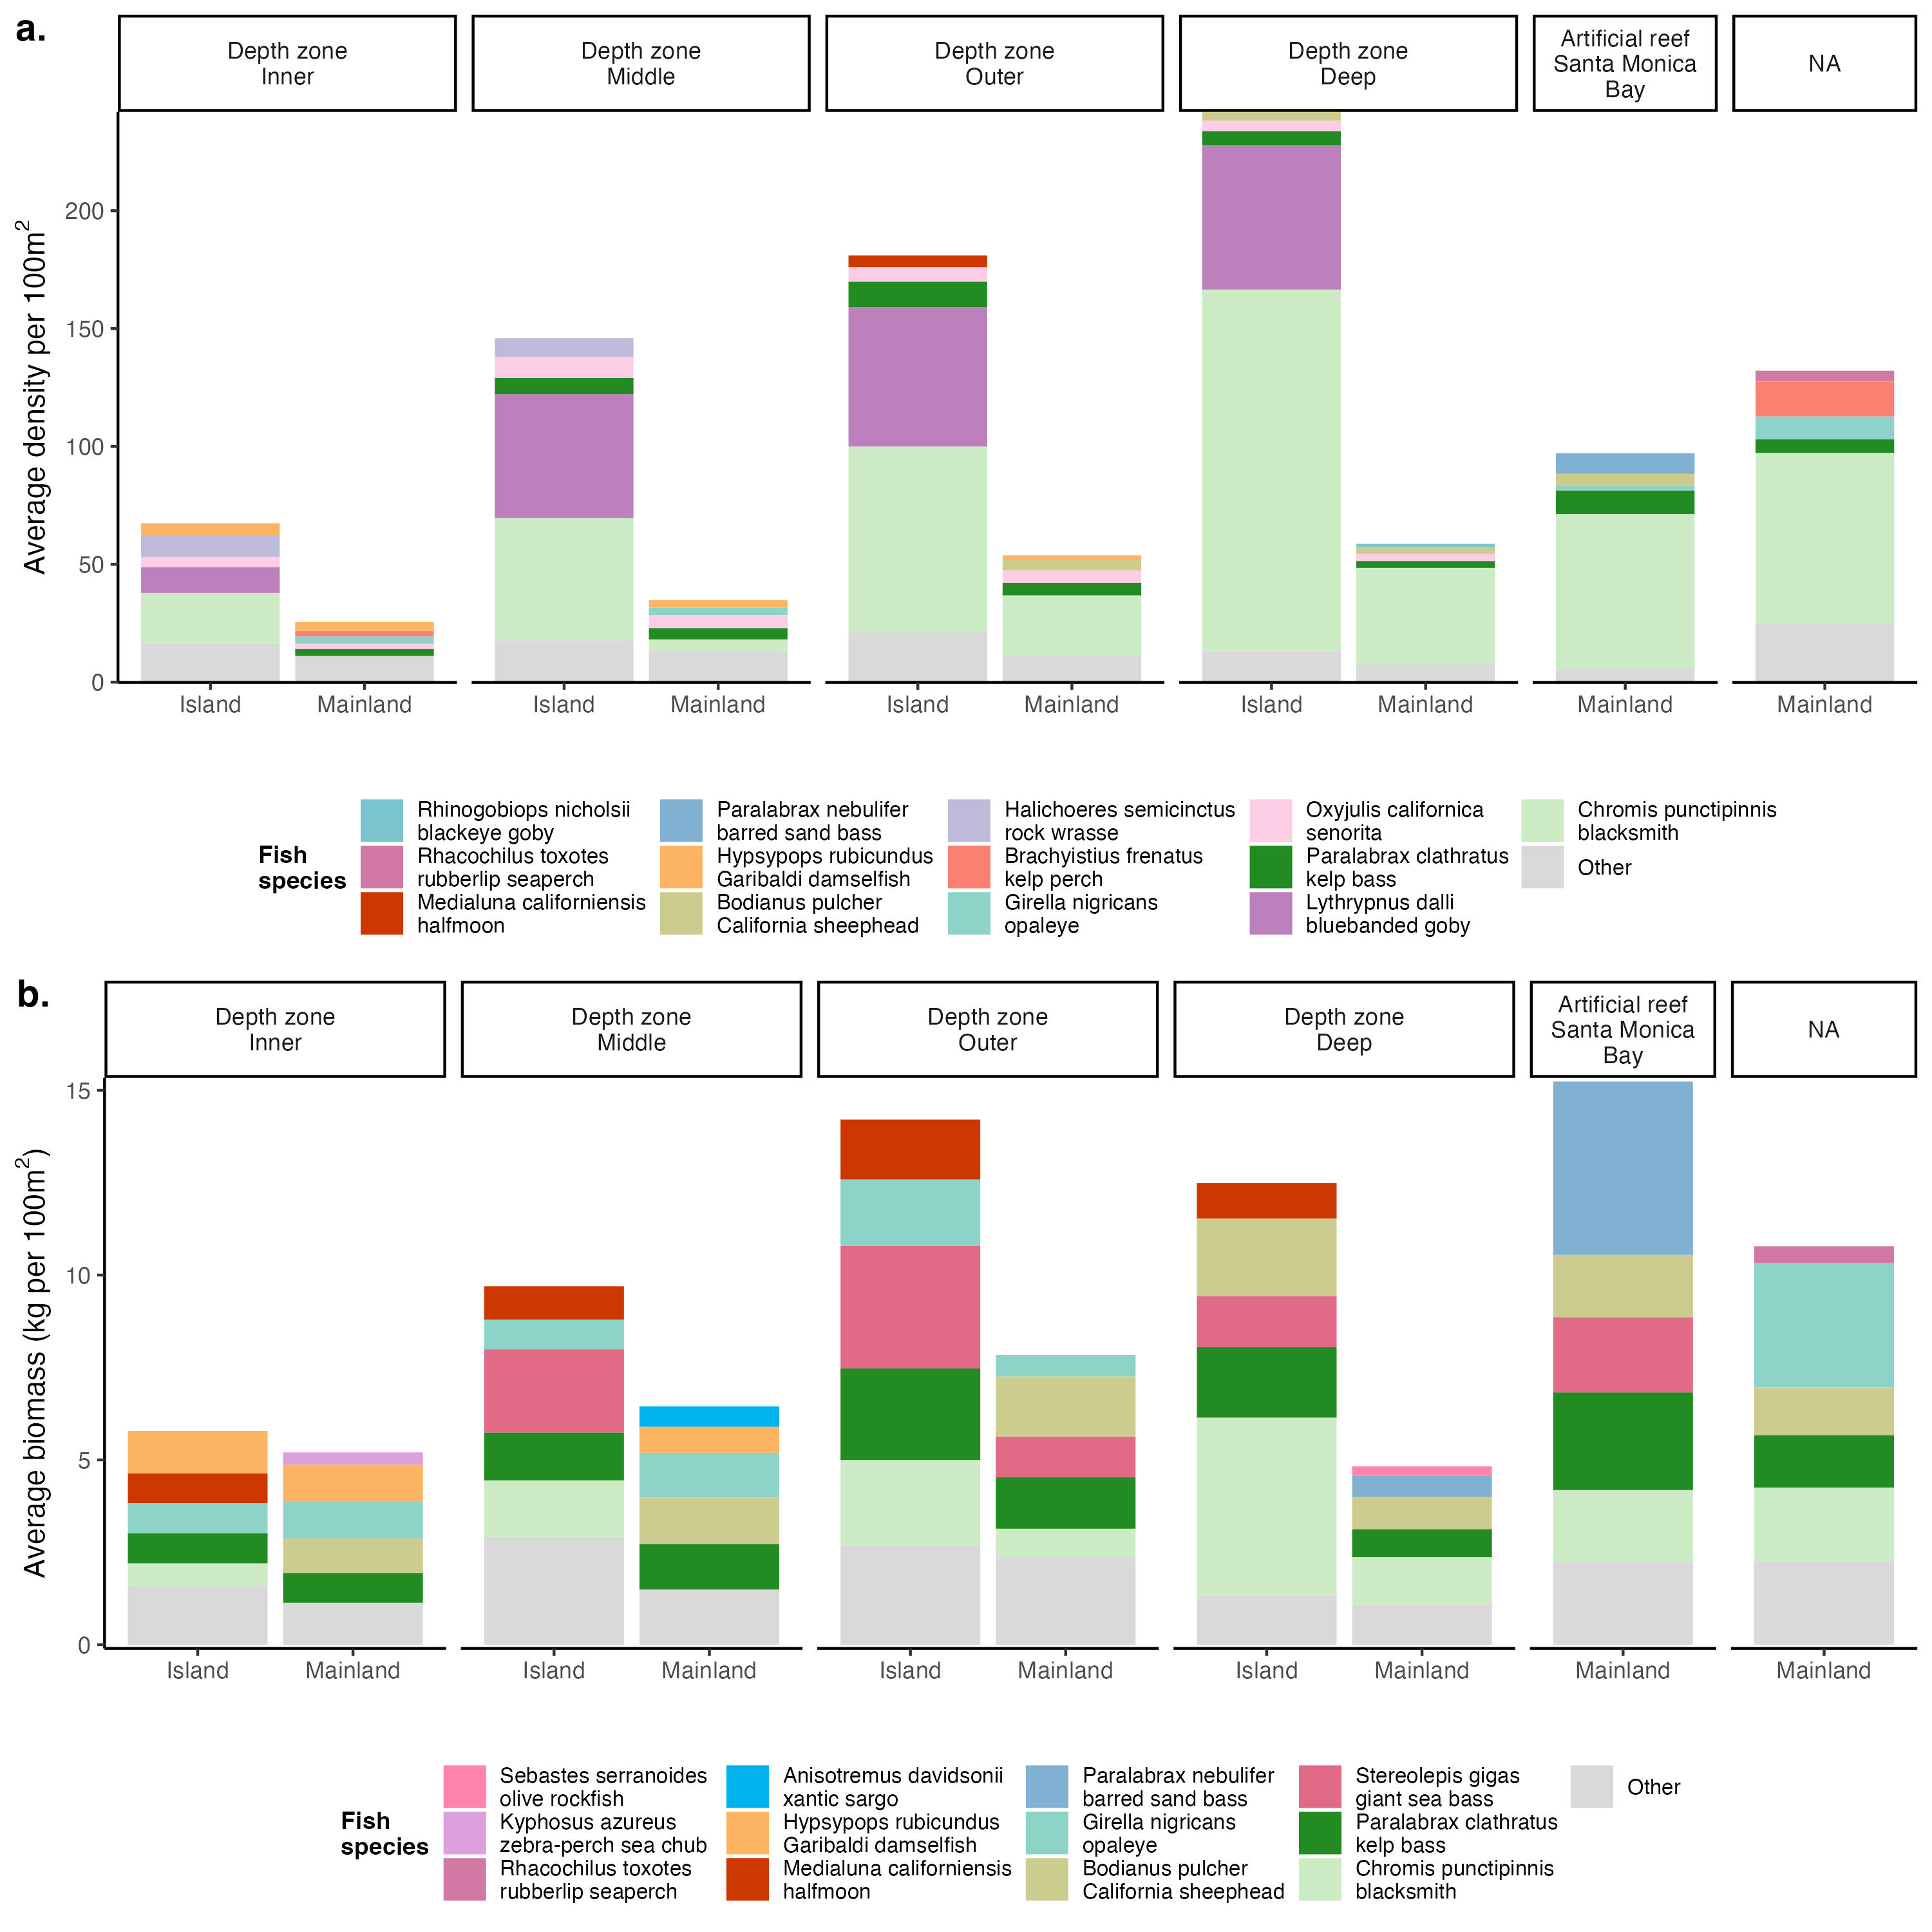 a.
Depth zone
Inner
Depth zone
Middle
Depth zone
Outer
Depth zone
Deep
Artificial reef
Santa Monica
Bay
NA
Average density per 100m²
200
150
100
50
0
Island
Mainland
Island
Mainland
Island
Mainland
Island
Mainland
Mainland
Mainland
Fish
species
Rhinogobiops nicholsii
blackeye goby
Rhacochilus toxotes
rubberlip seaperch
Medialuna californiensis
halfmoon
Paralabrax nebulifer
barred sand bass
Hypsypops rubicundus
Garibaldi damselfish
Bodianus pulcher
California sheephead
Halichoeres semicinctus
rock wrasse
Brachyistius frenatus
kelp perch
Girella nigricans
opaleye
Oxyjulis californica
senorita
Paralabrax clathratus
kelp bass
Lythrypnus dalli
bluebanded goby
Chromis punctipinnis
blacksmith
Other
b.
Depth zone
Inner
Depth zone
Middle
Depth zone
Outer
Depth zone
Deep
Artificial reef
Santa Monica
Bay
NA
Average biomass (kg per 100m²)
15
10
5
0
Island
Mainland
Island
Mainland
Island
Mainland
Island
Mainland
Mainland
Mainland
Fish
species
Sebastes serranoides
olive rockfish
Kyphosus azureus
zebra-perch sea chub
Rhacochilus toxotes
rubberlip seaperch
Anisotremus davidsonii
xantic sargo
Hypsypops rubicundus
Garibaldi damselfish
Medialuna californiensis
halfmoon
Paralabrax nebulifer
barred sand bass
Girella nigricans
opaleye
Bodianus pulcher
California sheephead
Stereolepis gigas
giant sea bass
Paralabrax clathratus
kelp bass
Chromis punctipinnis
blacksmith
Other